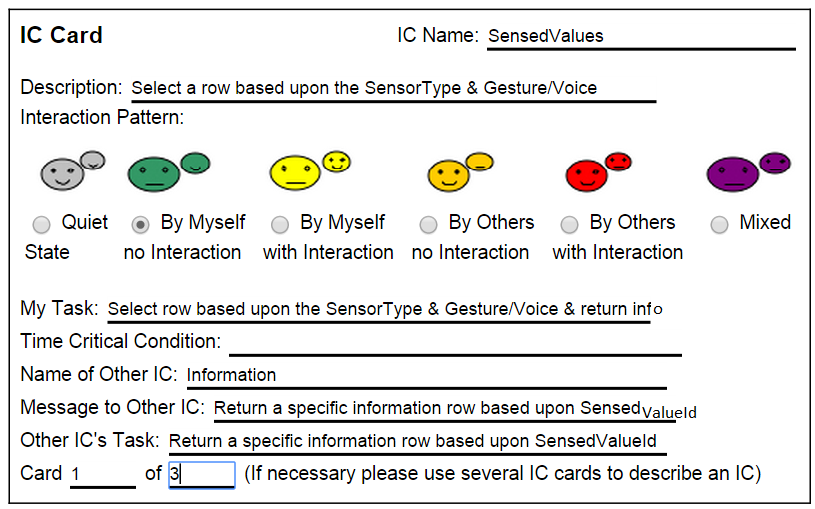 IC Card IC Name: SensedValues
Description: Select a row based upon the SensorType & Gesture/Voice
Interaction Pattern:
Quiet By Myself By Myself By Others By Others Mixed
State no Interaction with Interaction no Interaction with Interaction
My Task: Select row based upon the SensorType & Gesture/Voice & return info
Time Critical Condition:
Name of Other IC: Information
Message to Other IC: Return a specific information row based upon SensedValueId
Other IC's Task: Return a specific information row based upon SensedValueId
Card 1 of 3 (If necessary please use several IC cards to describe an IC)